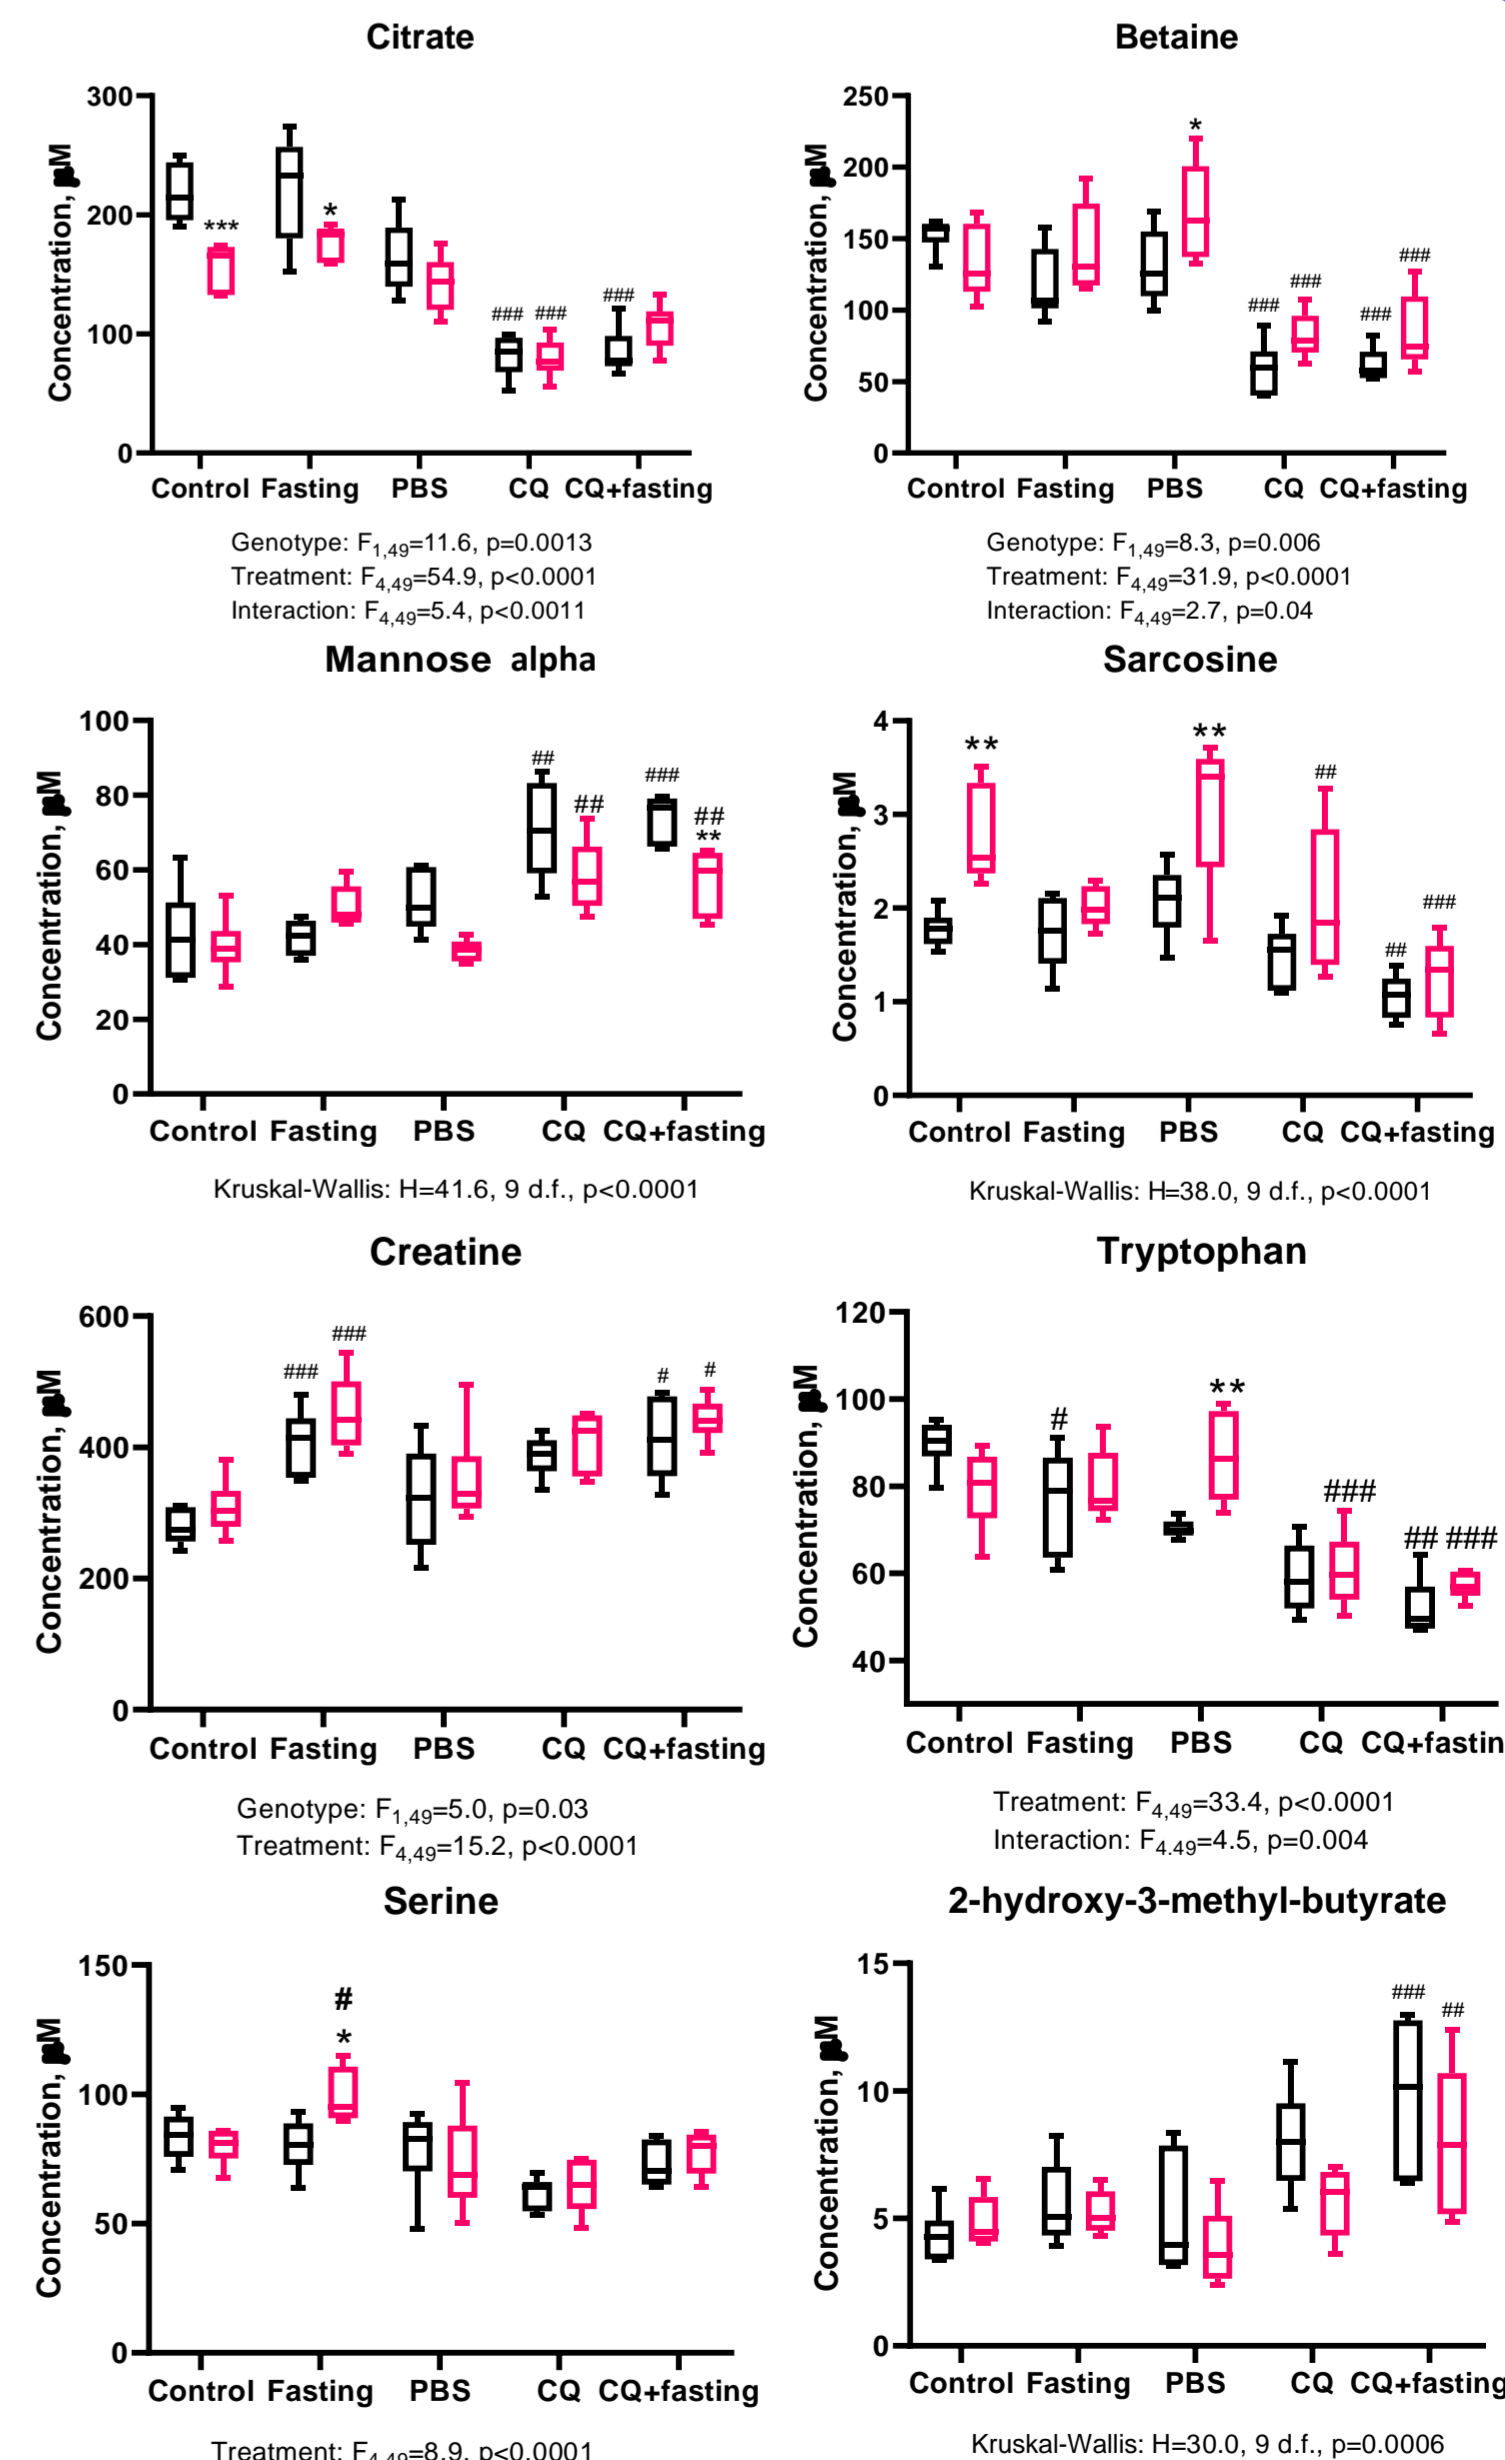 Citrate
Concentration, µM
300
200
100
0
***
*
###
###
###
Control Fasting PBS CQ CQ+fasting
Genotype: F1,49=11.6, p=0.0013
Treatment: F4,49=54.9, p<0.0001
Interaction: F4,49=5.4, p<0.0011
Betaine
Concentration, µM
250
200
150
100
50
0
*
###
###
###
###
Control Fasting PBS CQ CQ+fasting
Genotype: F1,49=8.3, p=0.006
Treatment: F4,49=31.9, p<0.0001
Interaction: F4,49=2.7, p=0.04
Mannose alpha
Concentration, µM
100
80
60
40
20
0
##
##
###
##
**
Control Fasting PBS CQ CQ+fasting
Kruskal-Wallis: H=41.6, 9 d.f., p<0.0001
Sarcosine
Concentration, µM
4
3
2
1
0
**
**
##
##
###
Control Fasting PBS CQ CQ+fasting
Kruskal-Wallis: H=38.0, 9 d.f., p<0.0001
Creatine
Concentration, µM
600
400
200
0
###
###
#
#
Control Fasting PBS CQ CQ+fasting
Genotype: F1,49=5.0, p=0.03
Treatment: F4,49=15.2, p<0.0001
Tryptophan
Concentration, µM
120
100
80
60
40
#
**
###
## ###
Control Fasting PBS CQ CQ+fastin
Treatment: F4,49=33.4, p<0.0001
Interaction: F4.49=4.5, p=0.004
Serine
Concentration, µM
150
100
50
0
#
*
Control Fasting PBS CQ CQ+fasting
Treatment: F4,49=8.9, p<0.0001
2-hydroxy-3-methyl-butyrate
Concentration, µM
15
10
5
0
###
##
Control Fasting PBS CQ CQ+fasting
Kruskal-Wallis: H=30.0, 9 d.f., p=0.0006